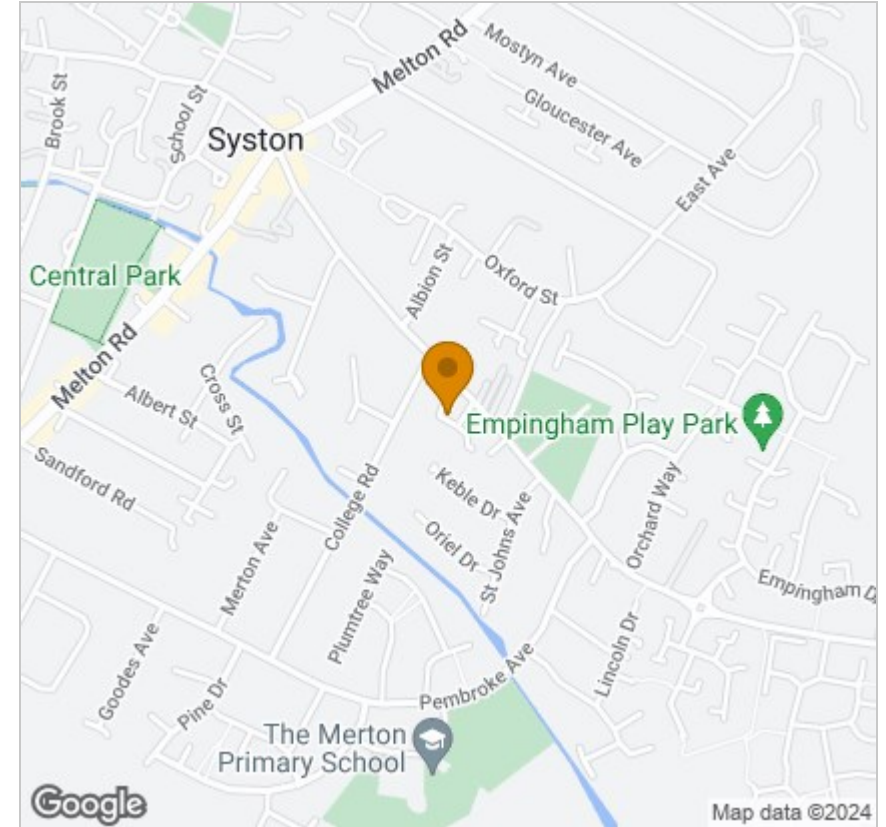 Mostyn Ave
Melton Rd
Gloucester Ave
Brook St
School St
Syston
East Ave
Central Park
Albion St
Oxford St
Melton Rd
Albert St
Cross St
Empingham Play Park
Sandford Rd
College Rd
Keble Dr
Oriel Dr
St Johns Ave
Orchard Way
Merton Ave
Plumtree Way
Empingham D
Goodes Ave
Pine Dr
Lincoln Dr
Pembroke Ave
The Merton
Primary School
Google
Map data ©2024